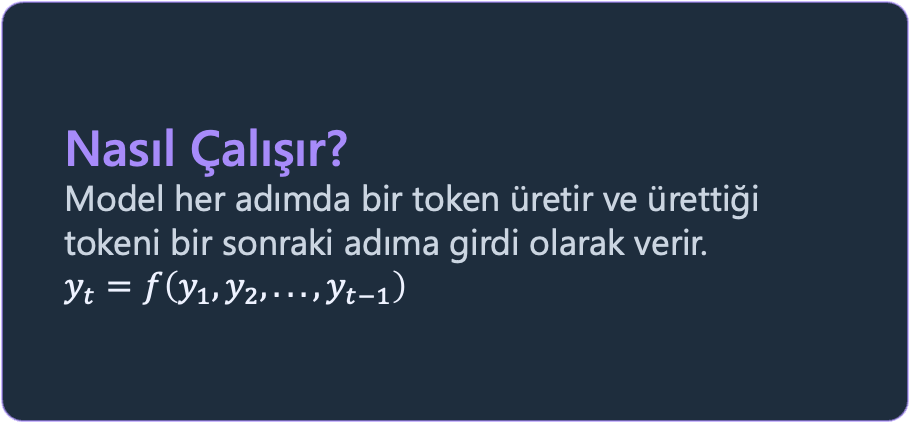 Nasıl Çalışır?
Model her adımda bir token üretir ve ürettiği
tokeni bir sonraki adıma girdi olarak verir.
𝑦ₜ = 𝑓(𝑦₁, 𝑦₂, . . . , 𝑦ₜ₋₁)